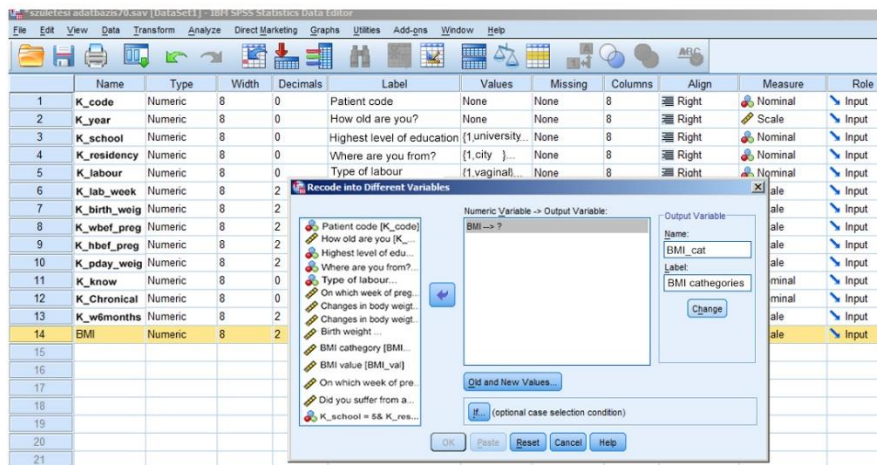 *születési adatbazis70.sav [DataSet1] - IBM SPSS Statistics Data Editor
File Edit View Data Transform Analyze Direct Marketing Graphs Utilities Add-ons Window Help
Name Type Width Decimals Label Values Missing Columns Align Measure Role
1 K_code Numeric 8 0 Patient code None None 8 Right Nominal Input
2 K_year Numeric 8 0 How old are you? None None 8 Right Scale Input
3 K_school Numeric 8 0 Highest level of education {1,university... None 8 Right Nominal Input
4 K_residency Numeric 8 0 Where are you from? {1,city }... None 8 Right Nominal Input
5 K_labour Numeric 8 0 Type of labour {1,vaginal}... None 8 Right Nominal Input
6 K_lab_week Numeric 8 2 ale Input
7 K_birth_weig Numeric 8 2 ale Input
8 K_wbef_preg Numeric 8 2 ale Input
9 K_hbef_preg Numeric 8 2 ale Input
10 K_pday_weig Numeric 8 2 ale Input
11 K_know Numeric 8 0 minal Input
12 K_Chronical Numeric 8 0 minal Input
13 K_w6months Numeric 8 2 ale Input
14 BMI Numeric 8 2 ale Input
15
16
17
18
19
20
21
Recode into Different Variables
Patient code [K_code]
How old are you [K_...
Highest level of edu...
Where are you from?...
Type of labour...
On which week of preg...
Changes in body weigt...
Changes in body weigt...
Birth weight ...
BMI cathegory [BMI...
BMI value [BMI_val]
On which week of pre...
Did you suffer from a...
K_school = 5& K_res...
Numeric Variable -> Output Variable:
BMI --> ?
Output Variable
Name:
BMI_cat
Label:
BMI cathegories
Change
Old and New Values...
If... (optional case selection condition)
OK Paste Reset Cancel Help